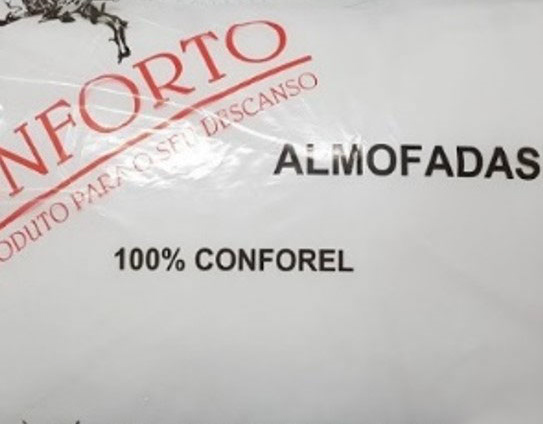 NFORTO
ODUTO PARA O SEU DESCANSO
ALMOFADAS
100% CONFOREL